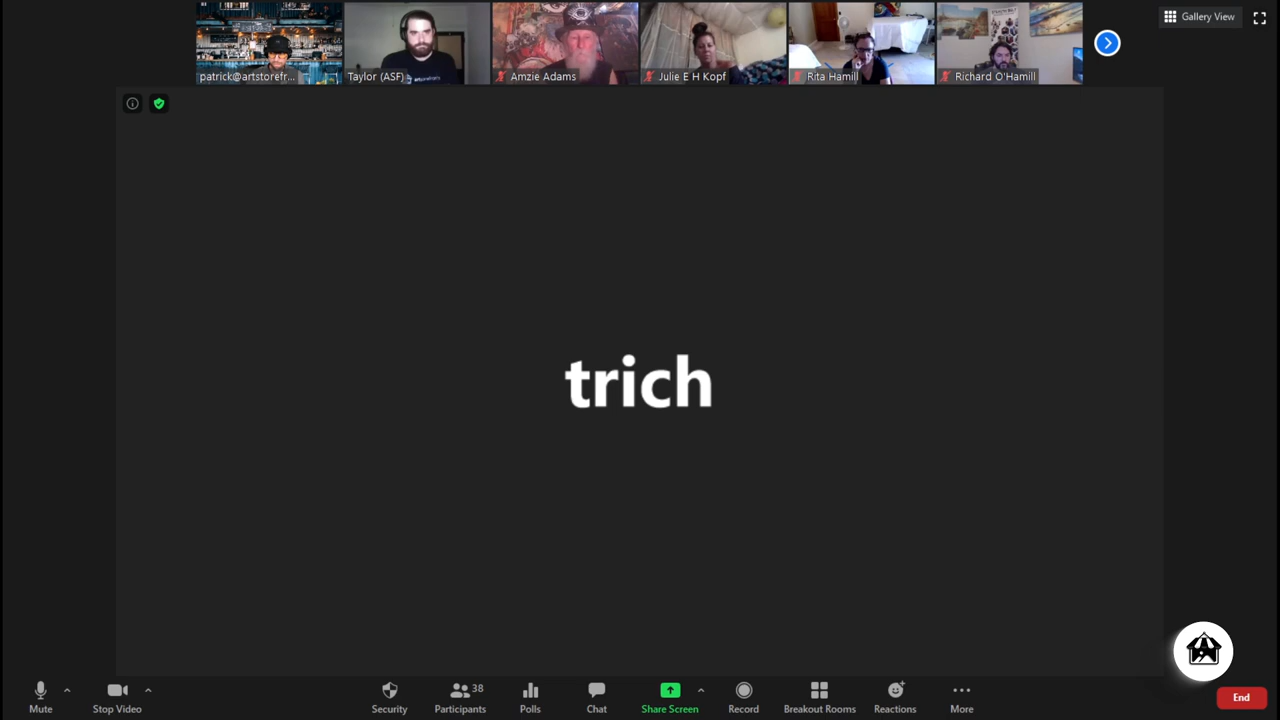 patrick@artstorefr...
Taylor (ASF)
Amzie Adams
Julie E H Kopf
Rita Hamill
Richard O'Hamill
Gallery View
trich
Mute
Stop Video
Security
Participants
38
Polls
Chat
Share Screen
Record
Breakout Rooms
Reactions
More
End